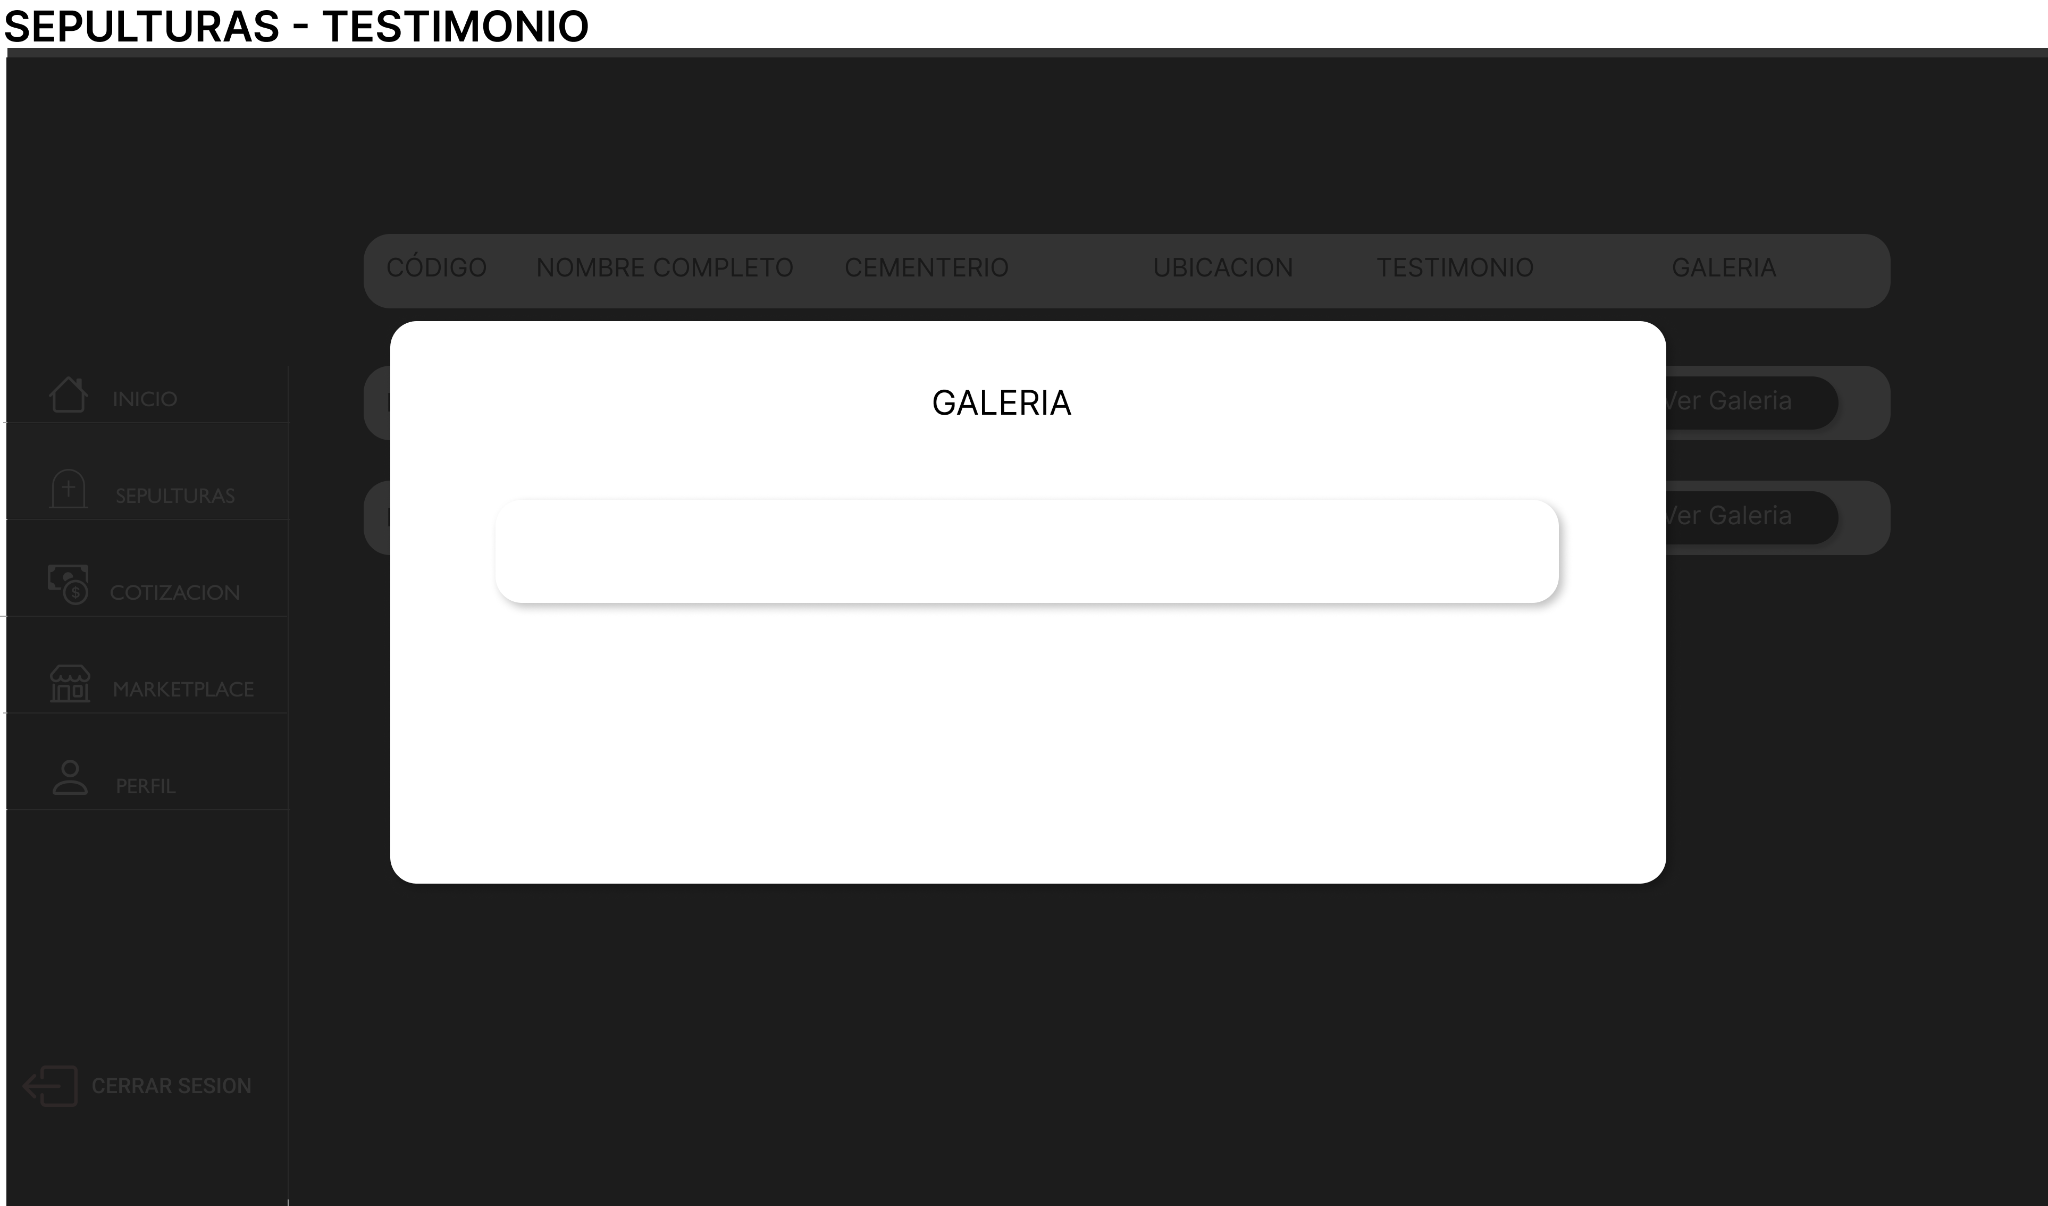 SEPULTURAS - TESTIMONIO
CÓDIGO NOMBRE COMPLETO CEMENTERIO UBICACION TESTIMONIO GALERIA
GALERIA
Ver Galeria
Ver Galeria
INICIO
SEPULTURAS
$
COTIZACION
MARKETPLACE
PERFIL
CERRAR SESION